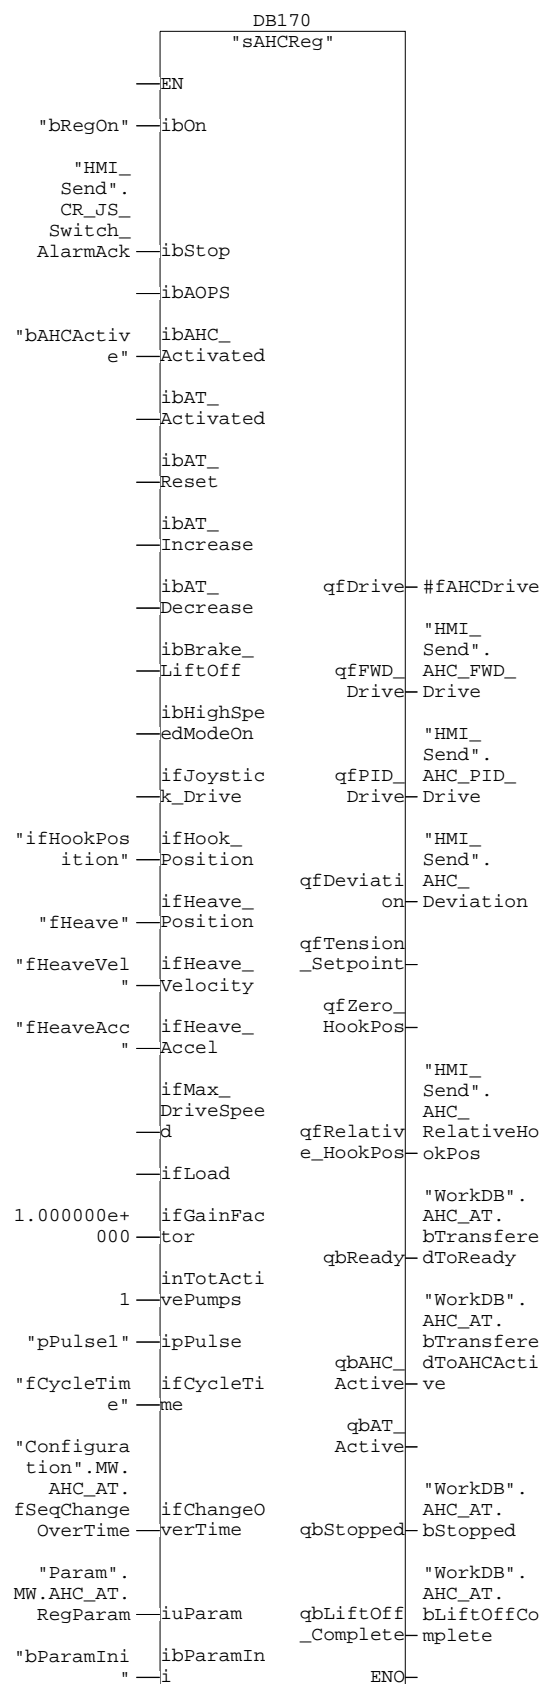 DB170
"sAHCReg"
EN
"bRegOn" ibOn
"HMI_
Send".
CR_JS_
Switch_
AlarmAck ibStop
ibAOPS
"bAHCActiv ibAHC_
e" Activated
ibAT_
Activated
ibAT_
Reset
ibAT_
Increase
ibAT_
Decrease qfDrive #fAHCDrive
"HMI_
ibBrake_ Send".
LiftOff qfFWD_ AHC_FWD_
Drive Drive
ibHighSpe
edModeOn "HMI_
Send".
ifJoystic qfPID_ AHC_PID_
k_Drive Drive Drive
"ifHookPos ifHook_ "HMI_
ition" Position Send".
qfDeviati AHC_
ifHeave_ on Deviation
"fHeave" Position
qfTension
"fHeaveVel ifHeave_ _Setpoint
" Velocity
qfZero_
"fHeaveAcc ifHeave_ HookPos
" Accel
"HMI_
ifMax_ Send".
DriveSpee AHC_
d qfRelativ RelativeHo
e_HookPos okPos
ifLoad
"WorkDB".
1.000000e+ ifGainFac AHC_AT.
000 tor bTransfere
qbReady dToReady
inTotActi
1 vePumps "WorkDB".
AHC_AT.
"pPulse1" ipPulse bTransfere
qbAHC_ dToAHCActi
"fCycleTim ifCycleTi Active ve
e" me
qbAT_
"Configura Active
tion".MW.
AHC_AT. "WorkDB".
fSeqChange ifChangeO AHC_AT.
OverTime verTime qbStopped bStopped
"Param". "WorkDB".
MW.AHC_AT. AHC_AT.
RegParam iuParam qbLiftOff bLiftOffCo
_Complete mplete
"bParamIni ibParamIn
" i ENO